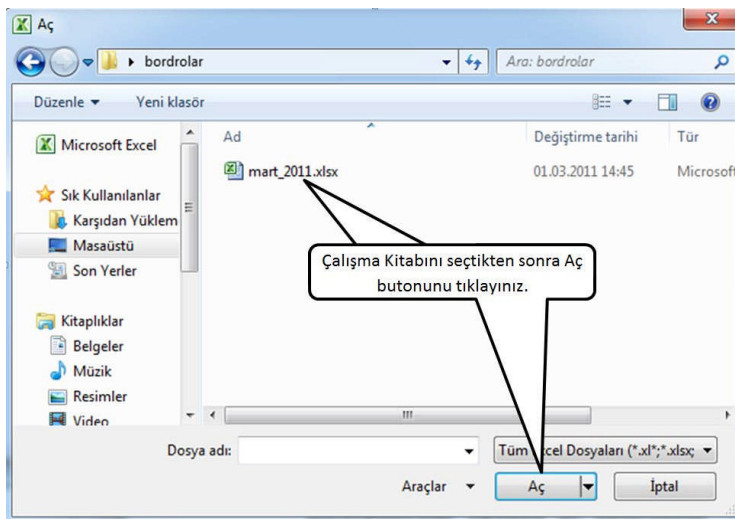 Aç
bordrolar
Ara: bordrolar
Düzenle
Yeni klasör
Microsoft Excel
Ad
Değiştirme tarihi
Tür
mart_2011.xlsx
01.03.2011 14:45
Microsoft
Sık Kullanılanlar
Karşıdan Yüklem
Masaüstü
Son Yerler
Çalışma Kitabını seçtikten sonra Aç
butonunu tıklayınız.
Kitaplıklar
Belgeler
Müzik
Resimler
Video
Dosya adı:
Tüm Excel Dosyaları (*.xl*;*.xlsx;
Araçlar
Aç
İptal